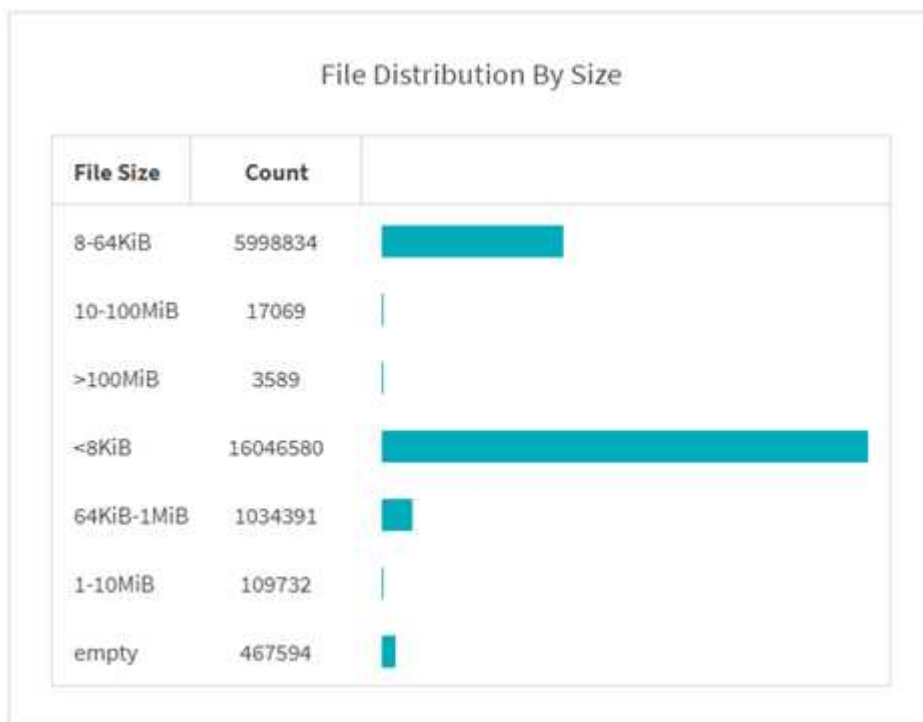 File Distribution By Size
File Size Count
8-64KiB 5998834
10-100MiB 17069
>100MiB 3589
<8KiB 16046580
64KiB-1MiB 1034391
1-10MiB 109732
empty 467594